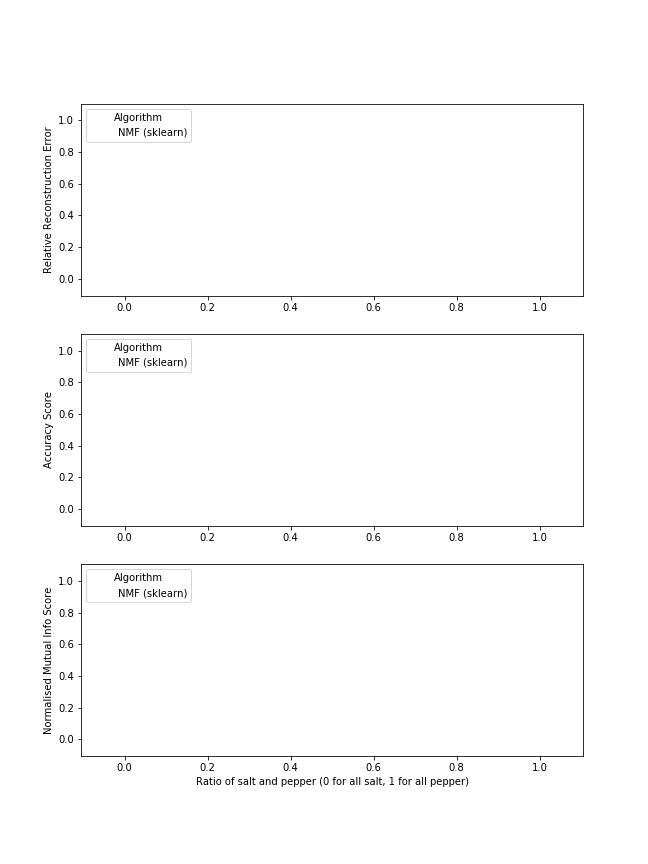 Relative Reconstruction Error
Algorithm
NMF (sklearn)
1.0
0.8
0.6
0.4
0.2
0.0
0.0 0.2 0.4 0.6 0.8 1.0
Accuracy Score
Algorithm
NMF (sklearn)
1.0
0.8
0.6
0.4
0.2
0.0
0.0 0.2 0.4 0.6 0.8 1.0
Normalised Mutual Info Score
Algorithm
NMF (sklearn)
1.0
0.8
0.6
0.4
0.2
0.0
0.0 0.2 0.4 0.6 0.8 1.0
Ratio of salt and pepper (0 for all salt, 1 for all pepper)